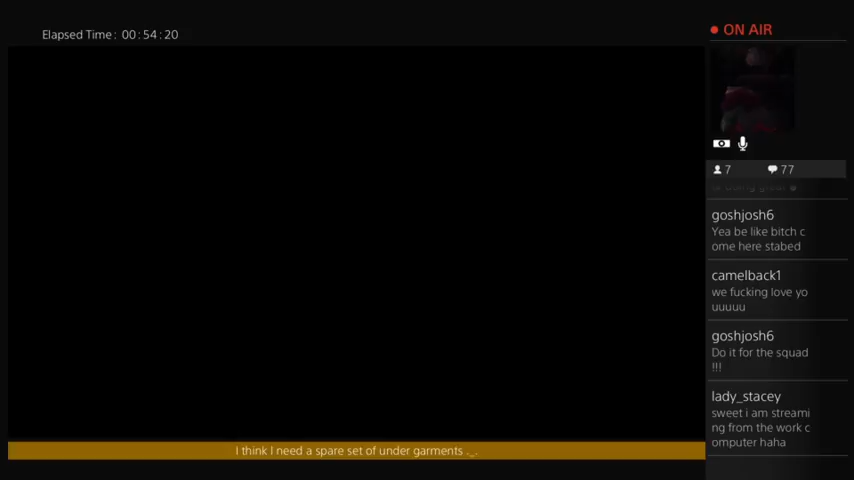 Elapsed Time: 00:54:20
ON AIR
7 77
goshjosh6
Yea be like bitch c
ome here stabed
camelback1
we fucking love yo
uuuuu
goshjosh6
Do it for the squad
!!!
lady_stacey
sweet i am streami
ng from the work c
omputer haha
I think I need a spare set of under garments ._.